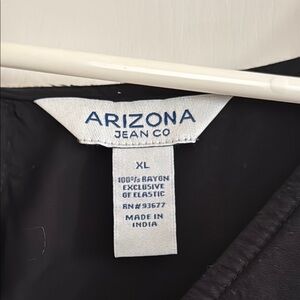 ARIZONA
JEAN CO
XL
100% RAYON
EXCLUSIVE
OF ELASTIC
RN# 93677
MADE IN
INDIA